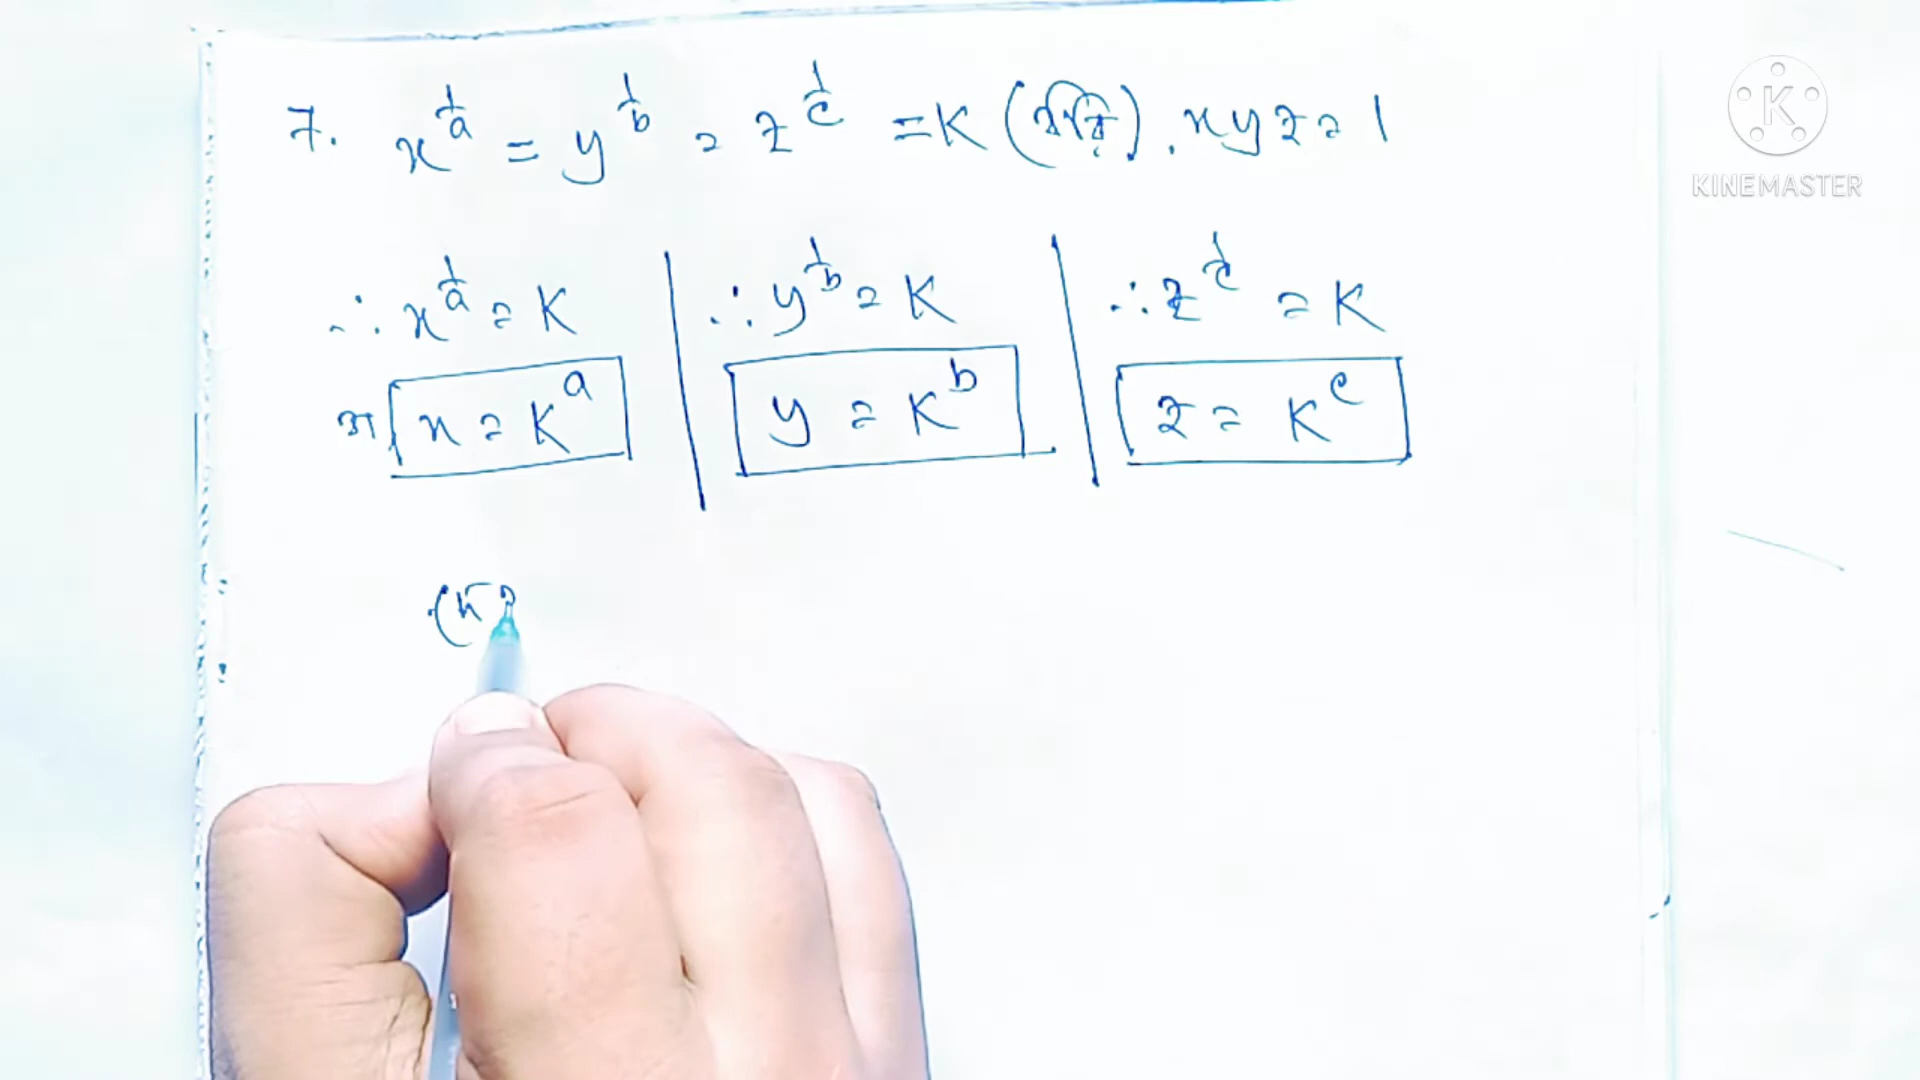 7. x^{1/a} = y^{1/b} = z^{1/c} = K (ধরি). xyz = 1
∴ x^{1/a} = K | ∴ y^{1/b} = K | ∴ z^{1/c} = K
বা x = K^a | y = K^b | z = K^c
KINEMASTER